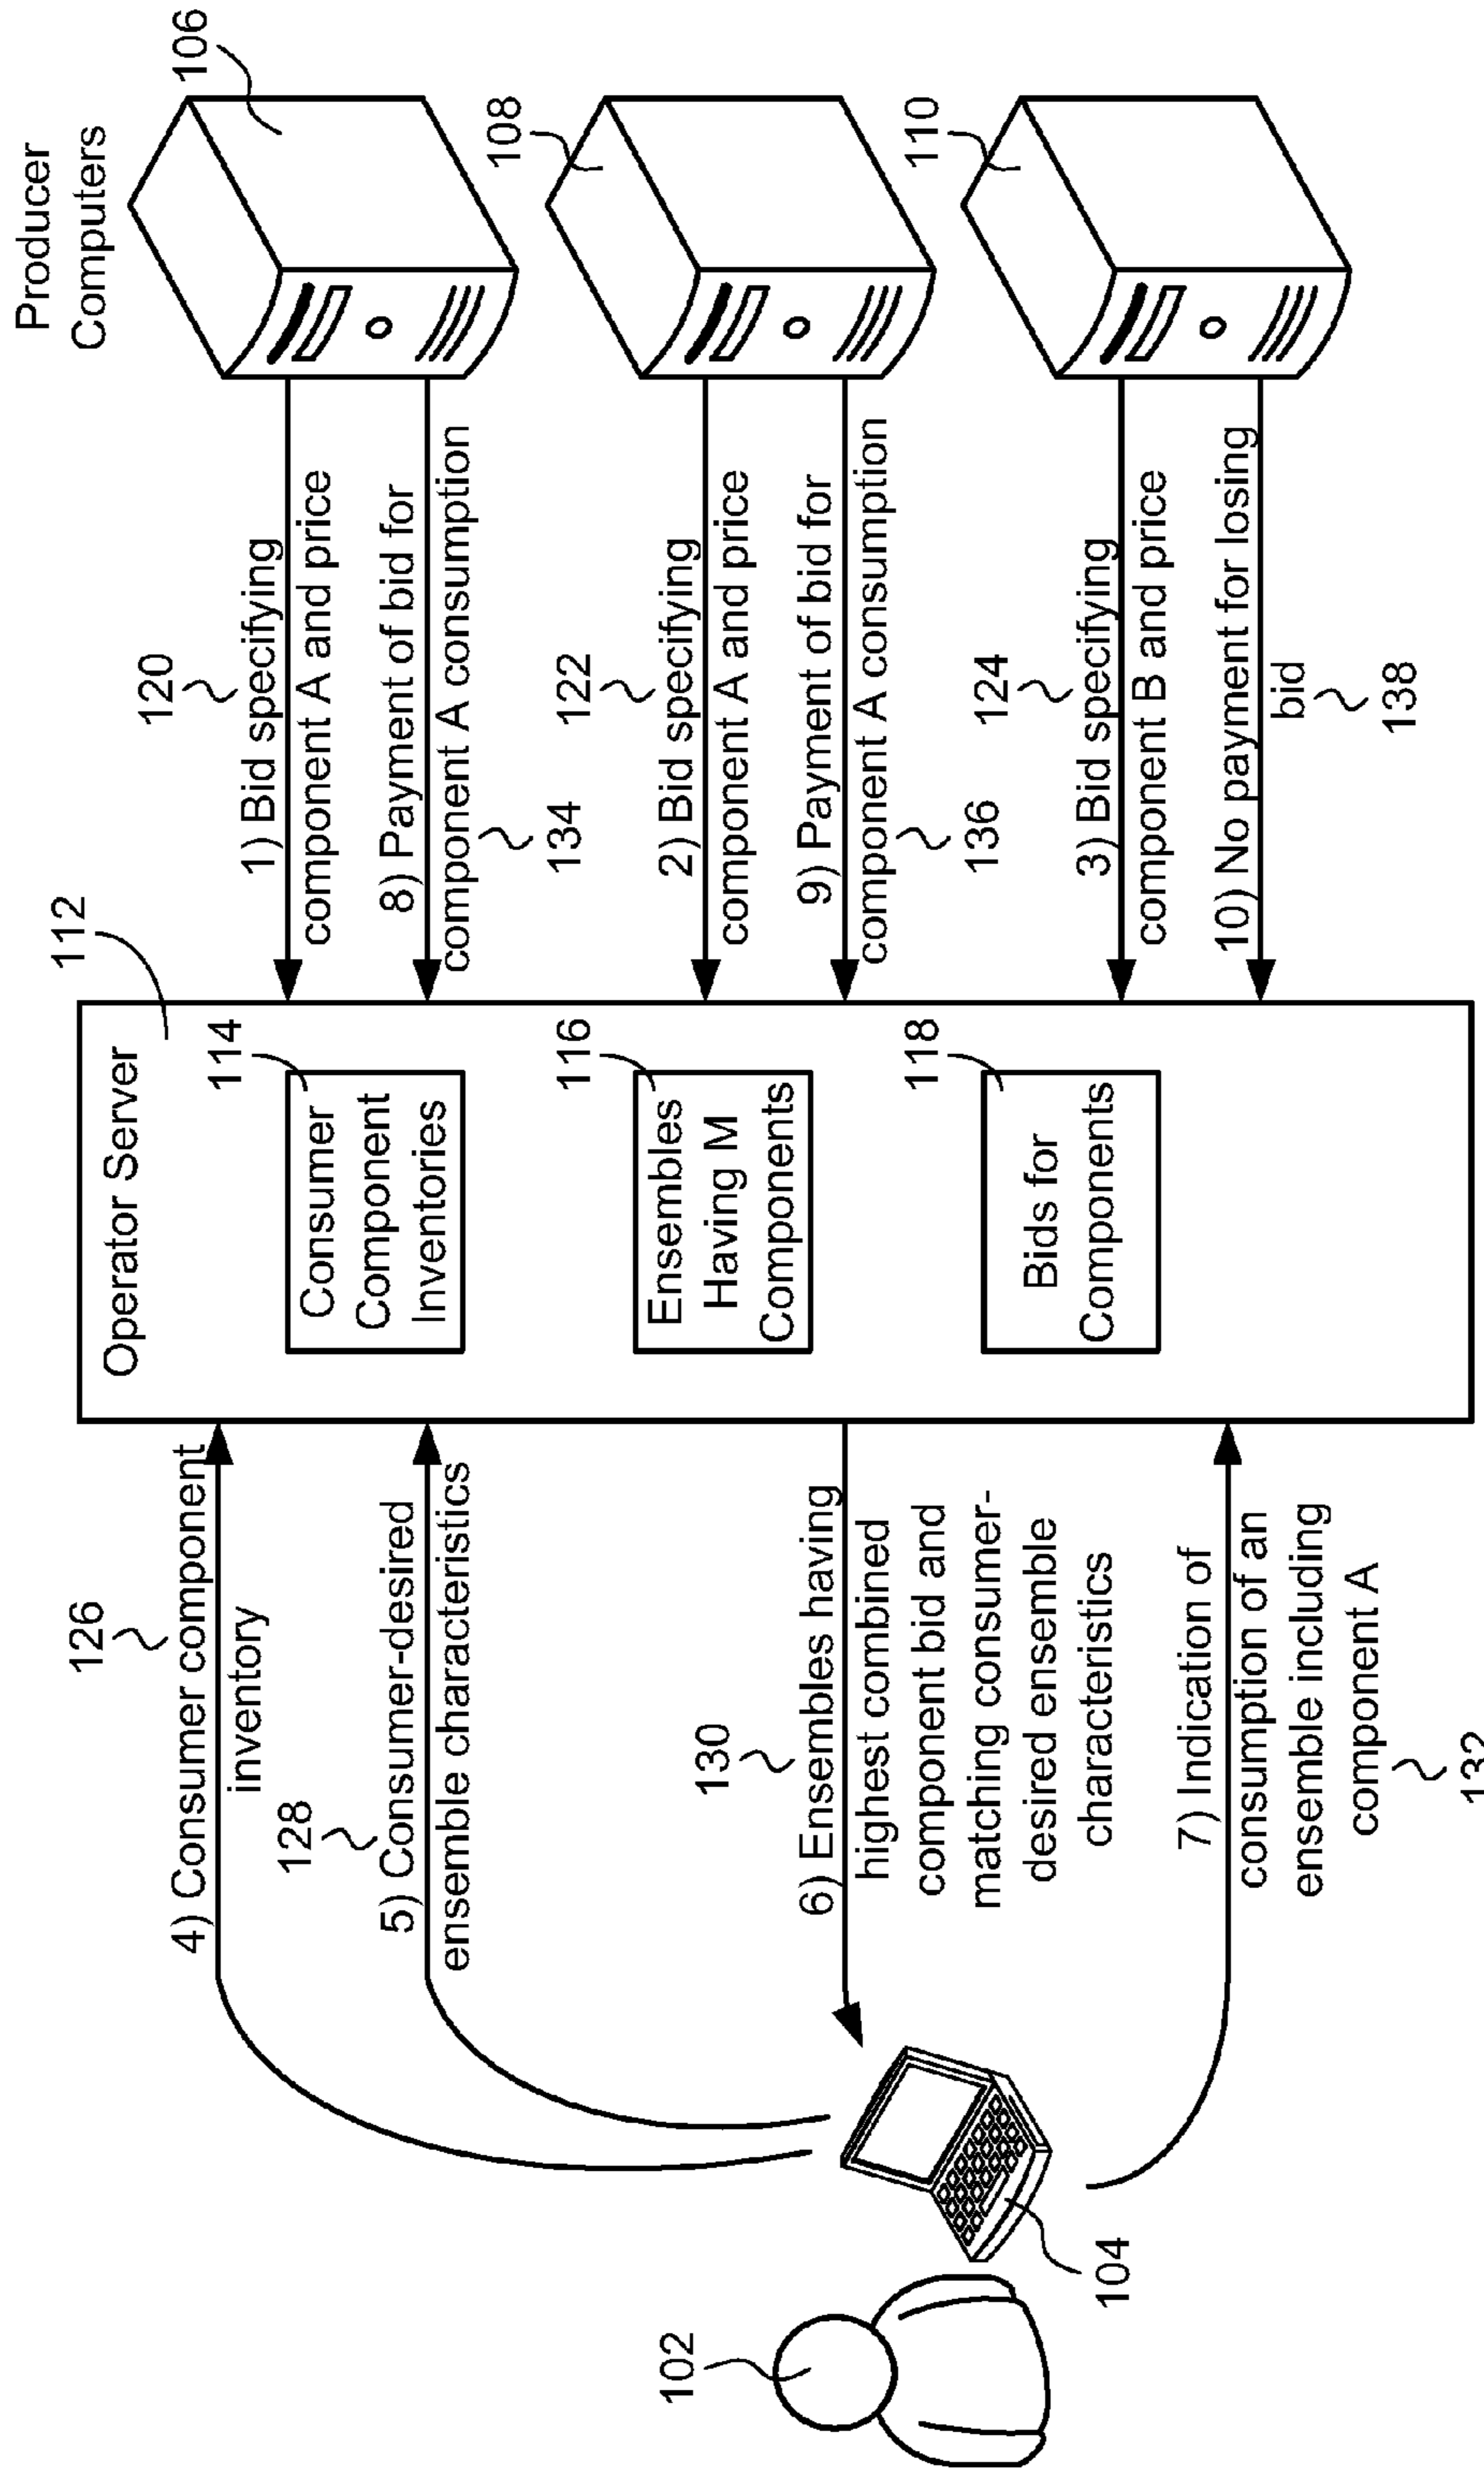 Producer
Computers
106
108
110
112
Operator Server
114
Consumer
Component
Inventories
116
Ensembles
Having M
Components
118
Bids for
Components
120
1) Bid specifying
component A and price
8) Payment of bid for
component A consumption
134
122
2) Bid specifying
component A and price
9) Payment of bid for
component A consumption
136
124
3) Bid specifying
component B and price
10) No payment for losing
bid
138
126
4) Consumer component
inventory
128
5) Consumer-desired
ensemble characteristics
130
6) Ensembles having
highest combined
component bid and
matching consumer-
desired ensemble
characteristics
7) Indication of
consumption of an
ensemble including
component A
132
102
104